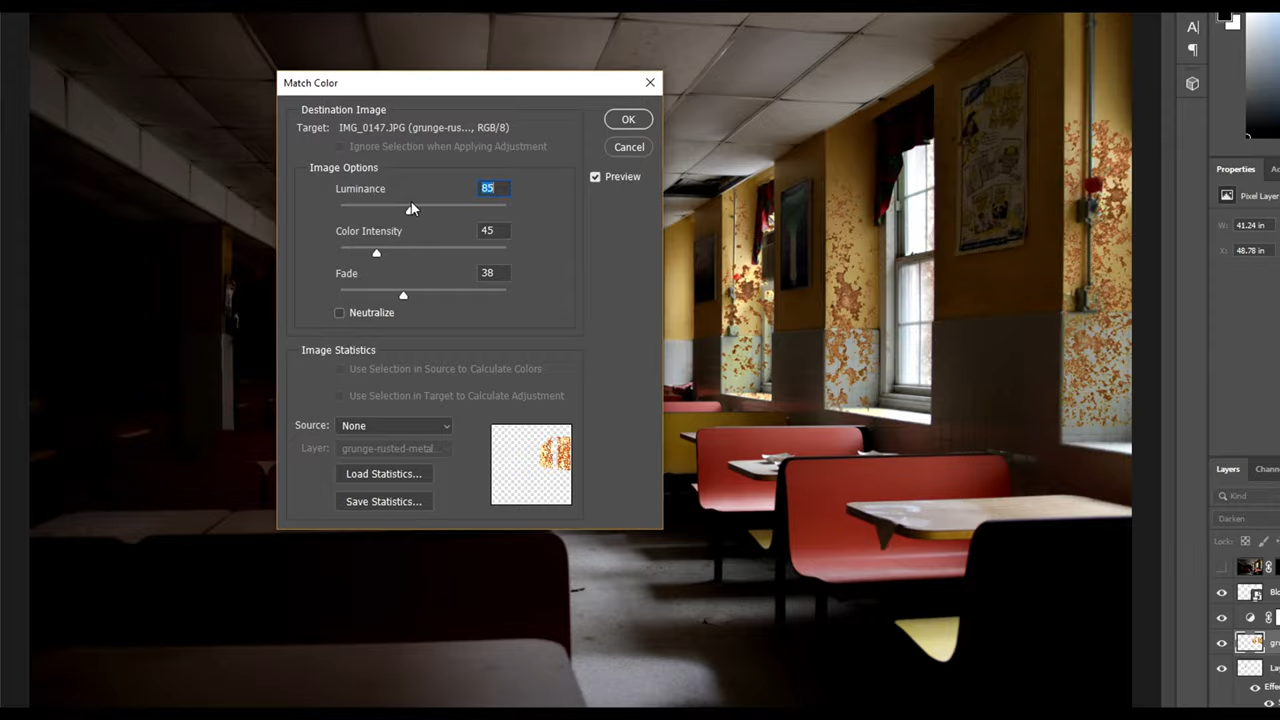 Match Color
Destination Image
Target: IMG_0147.JPG (grunge-rus..., RGB/8)
Ignore Selection when Applying Adjustment
Image Options
Luminance 85
Color Intensity 45
Fade 38
Neutralize
Image Statistics
Use Selection in Source to Calculate Colors
Use Selection in Target to Calculate Adjustment
Source: None
Layer: grunge-rusted-metal...
Load Statistics...
Save Statistics...
OK
Cancel
Preview
A
Properties
Pixel Layer
W: 41.24 in
X: 48.78 in
Layers
Kind
Darken
Lock: